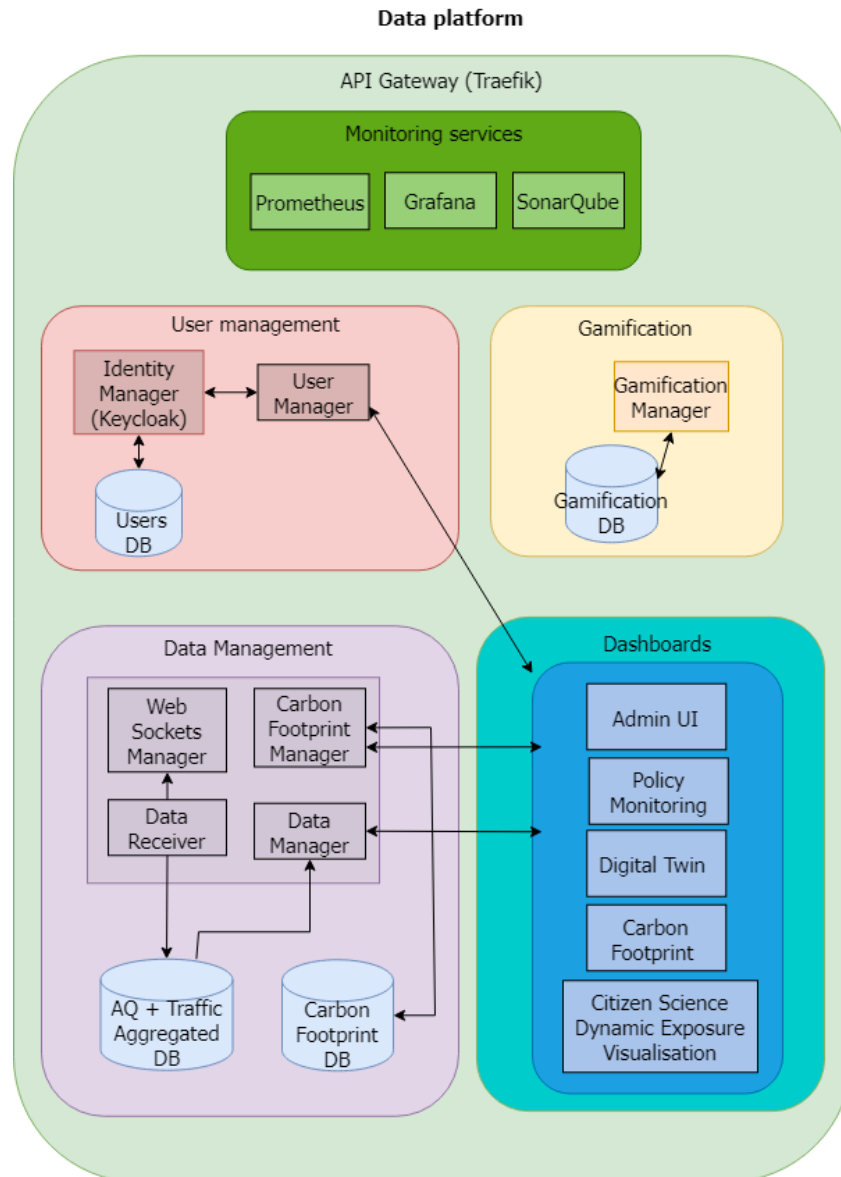 Data platform
API Gateway (Traefik)
Monitoring services
Prometheus
Grafana
SonarQube
User management
Identity
Manager
(Keycloak)
User
Manager
Users
DB
Gamification
Gamification
Manager
Gamification
DB
Data Management
Web
Sockets
Manager
Carbon
Footprint
Manager
Data
Receiver
Data
Manager
AQ + Traffic
Aggregated
DB
Carbon
Footprint
DB
Dashboards
Admin UI
Policy
Monitoring
Digital Twin
Carbon
Footprint
Citizen Science
Dynamic Exposure
Visualisation